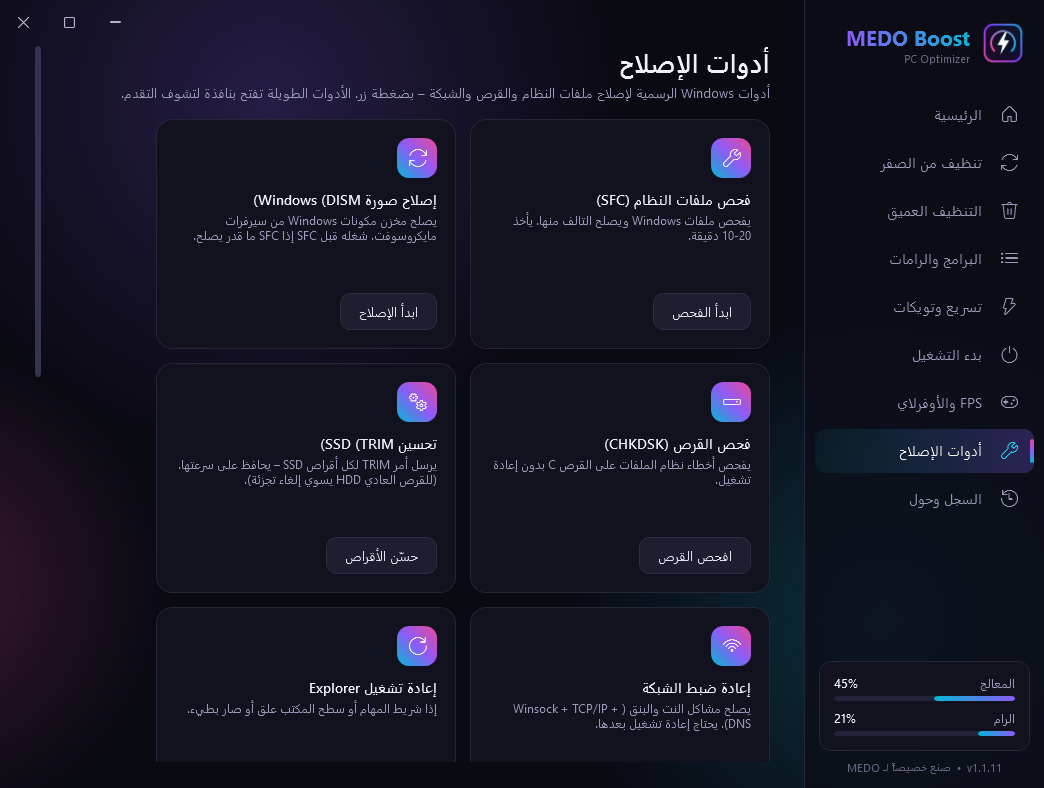 MEDO Boost
PC Optimizer
الرئيسية
تنظيف من الصفر
التنظيف العميق
البرامج والرامات
تسريع وتويكات
بدء التشغيل
FPS والأوفرلاي
أدوات الإصلاح
السجل وحول
المعالج 45%
الرام 21%
v1.1.11 • صنع خصيصاً لـ MEDO
أدوات الإصلاح
أدوات Windows الرسمية لإصلاح ملفات النظام والقرص والشبكة – بضغطة زر. الأدوات الطويلة تفتح بنافذة لتشوف التقدم.
فحص ملفات النظام (SFC)
يفحص ملفات Windows ويصلح التالف منها. يأخذ
10-20 دقيقة.
ابدأ الفحص
إصلاح صورة Windows (DISM)
يصلح مخزن مكونات Windows من سيرفرات
مايكروسوفت. شغله قبل SFC إذا SFC ما قدر يصلح.
ابدأ الإصلاح
فحص القرص (CHKDSK)
يفحص أخطاء نظام الملفات على القرص C بدون إعادة
تشغيل.
افحص القرص
تحسين SSD (TRIM)
يرسل أمر TRIM لكل أقراص SSD – يحافظ على سرعتها.
(للقرص العادي HDD يسوي إلغاء تجزئة).
حسّن الأقراص
إعادة ضبط الشبكة
يصلح مشاكل النت والبنق (Winsock + TCP/IP +
DNS). يحتاج إعادة تشغيل بعدها.
إعادة تشغيل Explorer
إذا شريط المهام أو سطح المكتب علق أو صار بطيء.